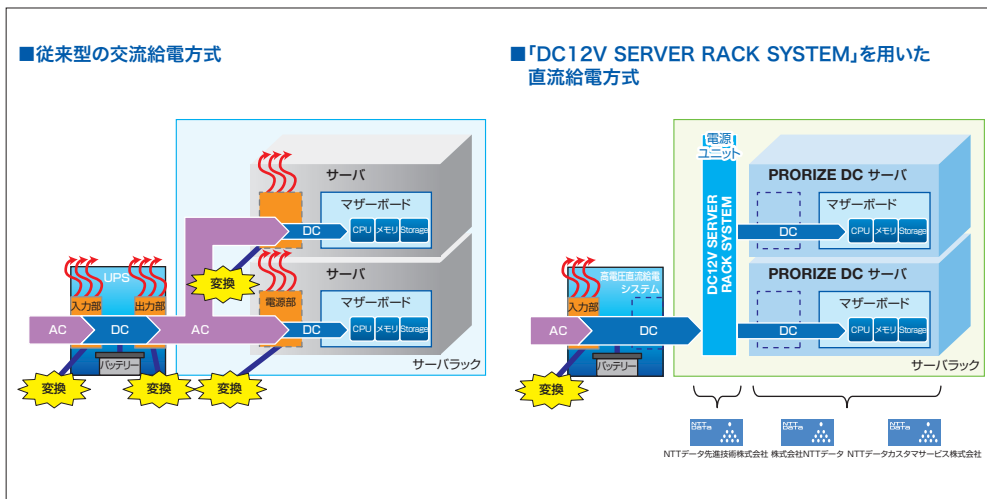 ■従来型の交流給電方式
サーバ
マザーボード
DC
CPU
メモリ
Storage
変換
サーバ
電源部
マザーボード
DC
CPU
メモリ
Storage
UPS
入力部
出力部
AC
DC
AC
バッテリー
変換
変換
変換
サーバラック
■「DC12V SERVER RACK SYSTEM」を用いた
直流給電方式
電源
ユニット
DC12V SERVER
RACK SYSTEM
PRORIZE DC サーバ
マザーボード
DC
CPU
メモリ
Storage
PRORIZE DC サーバ
マザーボード
DC
CPU
メモリ
Storage
高電圧直流給電
システム
入力部
AC
DC
バッテリー
変換
サーバラック
NTT DATA
NTT DATA
NTT DATA
NTTデータ先進技術株式会社
株式会社NTTデータ
NTTデータカスタマサービス株式会社